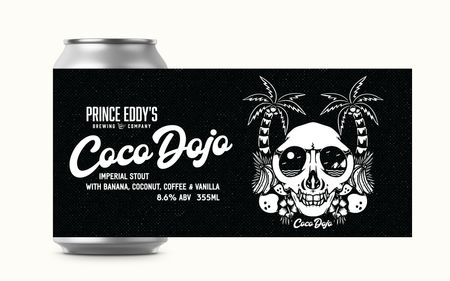 PRINCE EDDY'S
BREWING & COMPANY
Coco Dojo
IMPERIAL STOUT
WITH BANANA, COCONUT, COFFEE & VANILLA
8.6% ABV 355ML
Coco Dojo